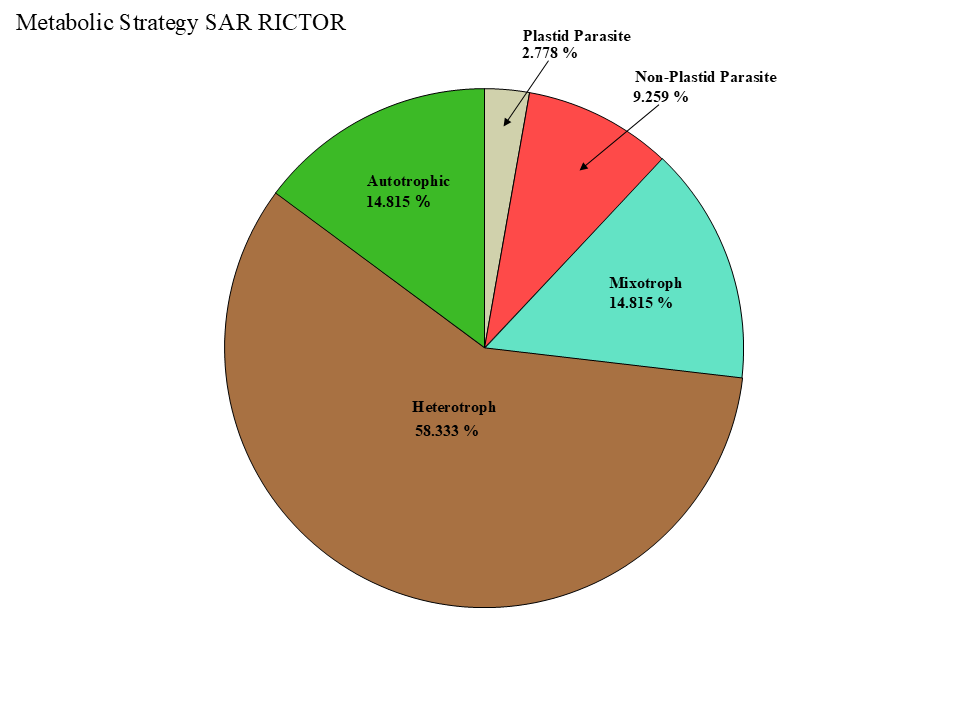 Metabolic Strategy SAR RICTOR
Plastid Parasite
2.778 %
Non-Plastid Parasite
9.259 %
Autotrophic
14.815 %
Mixotroph
14.815 %
Heterotroph
58.333 %